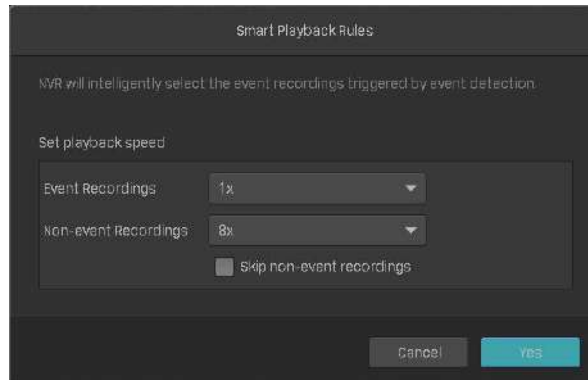 Smart Playback Rules
NVR will intelligently select the event recordings triggered by event detection.
Set playback speed
Event Recordings 1x
Non-event Recordings 8x
Skip non-event recordings
Cancel Yes